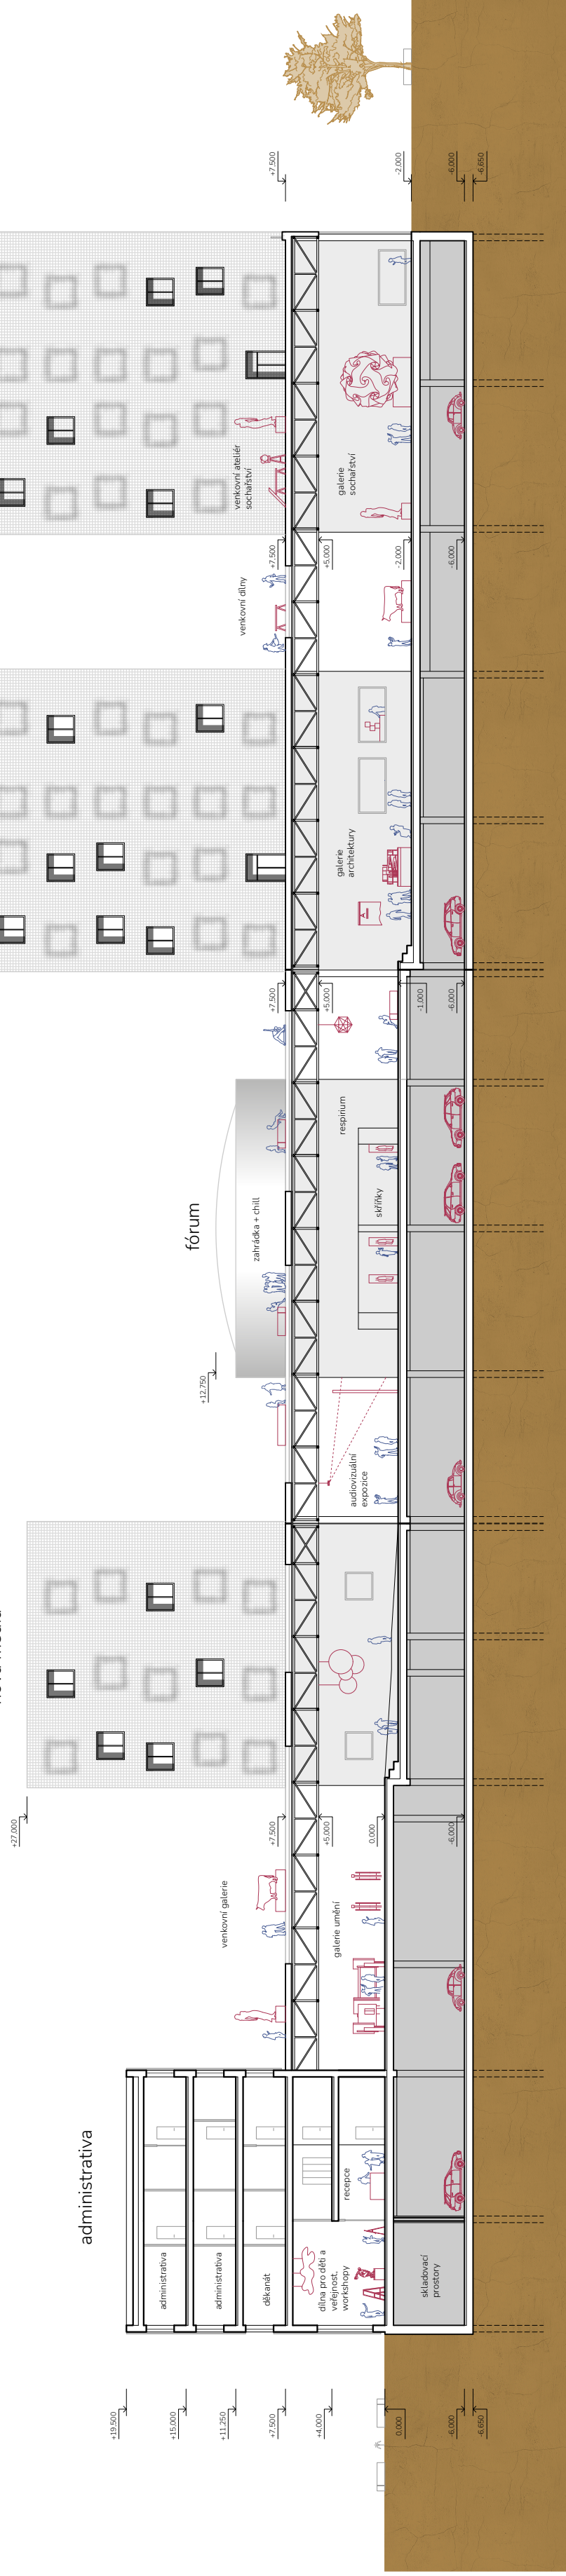 administrativa
fórum
+19,500
+15,000
+11,250
+7,500
+4,000
0,000
-6,000
-6,650
administrativa
administrativa
děkanát
dílna pro děti a
veřejnost,
workshopy
recepce
skladovací
prostory
venkovní galerie
galerie umění
+27,000
+7,500
+5,000
0,000
-6,000
audiovizuální
expozice
+12,750
zahrádka + chill
skříňky
respirium
+7,500
+5,000
-1,000
-6,000
galerie
architektury
venkovní dílny
+7,500
+5,000
-2,000
-6,000
venkovní ateliér
sochařství
galerie
sochařství
+7,500
-2,000
-6,000
-6,650